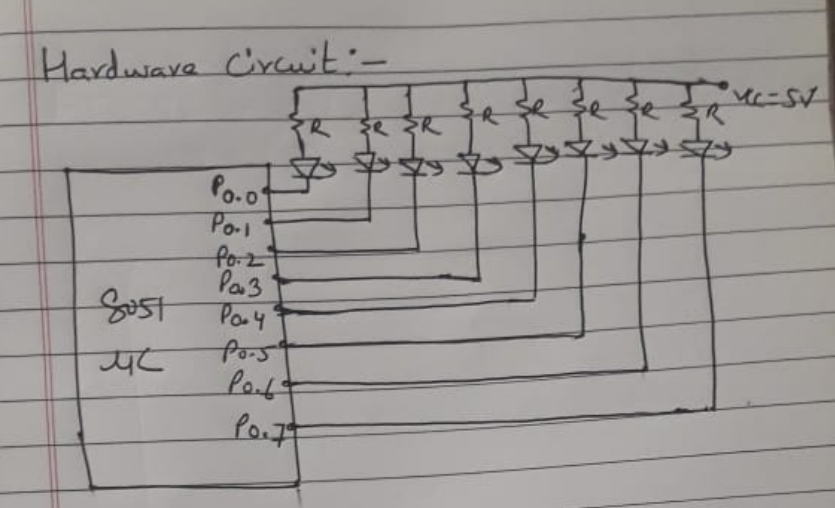 Hardware Circuit:-
R R R R R R R R
Vcc=5V
P0.0
P0.1
P0.2
P0.3
8051
P0.4
μC
P0.5
P0.6
P0.7